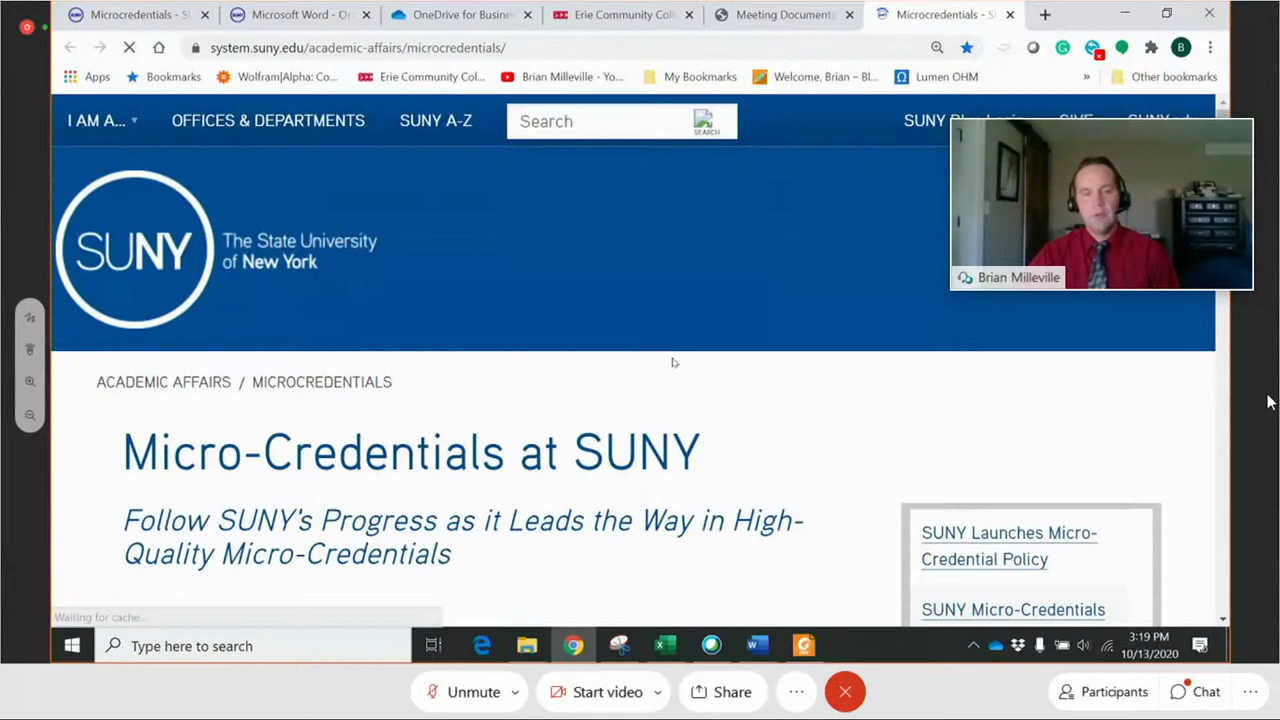 Microcredentials - S
Microsoft Word - On
OneDrive for Busine
Erie Community Coll
Meeting Documents
Microcredentials - S
system.suny.edu/academic-affairs/microcredentials/
B
Apps
Bookmarks
Wolfram|Alpha: Co...
Erie Community Col...
Brian Milleville - Yo...
My Bookmarks
Welcome, Brian – Bl...
Lumen OHM
»
Other bookmarks
I AM A...
OFFICES & DEPARTMENTS
SUNY A-Z
Search
SEARCH
SUNY
SUNY
The State University
of New York
Brian Milleville
ACADEMIC AFFAIRS / MICROCREDENTIALS
Micro-Credentials at SUNY
Follow SUNY's Progress as it Leads the Way in High-
Quality Micro-Credentials
SUNY Launches Micro-
Credential Policy
SUNY Micro-Credentials
Waiting for cache...
Type here to search
3:19 PM
10/13/2020
Unmute
Start video
Share
Participants
Chat